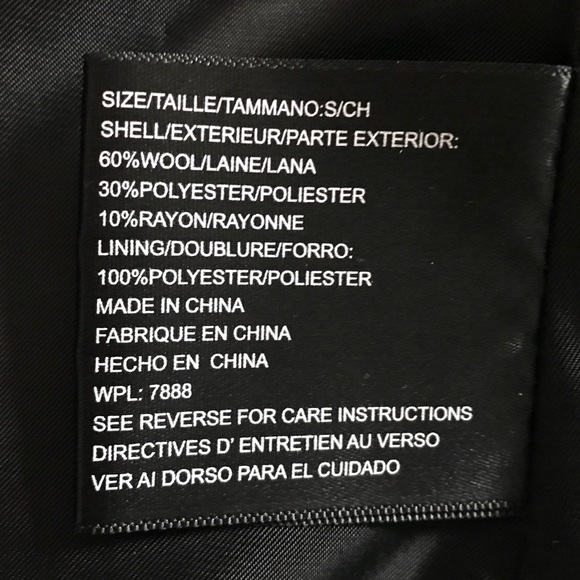 SIZE/TAILLE/TAMMANO:S/CH
SHELL/EXTERIEUR/PARTE EXTERIOR:
60%WOOL/LAINE/LANA
30%POLYESTER/POLIESTER
10%RAYON/RAYONNE
LINING/DOUBLURE/FORRO:
100%POLYESTER/POLIESTER
MADE IN CHINA
FABRIQUE EN CHINA
HECHO EN CHINA
WPL: 7888
SEE REVERSE FOR CARE INSTRUCTIONS
DIRECTIVES D' ENTRETIEN AU VERSO
VER AI DORSO PARA EL CUIDADO